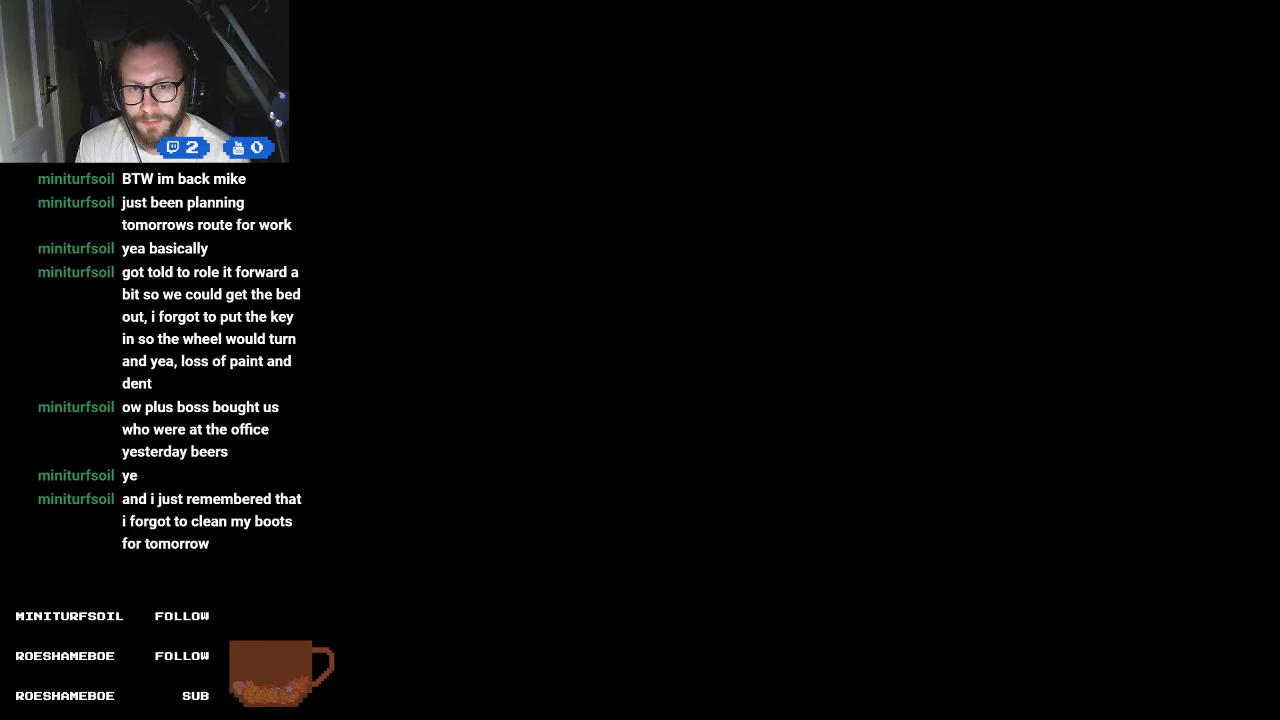 2 0
miniturfsoil BTW im back mike
miniturfsoil just been planning
tomorrows route for work
miniturfsoil yea basically
miniturfsoil got told to role it forward a
bit so we could get the bed
out, i forgot to put the key
in so the wheel would turn
and yea, loss of paint and
dent
miniturfsoil ow plus boss bought us
who were at the office
yesterday beers
miniturfsoil ye
miniturfsoil and i just remembered that
i forgot to clean my boots
for tomorrow
MINITURFSOIL FOLLOW
ROESHAMEBOE FOLLOW
ROESHAMEBOE SUB